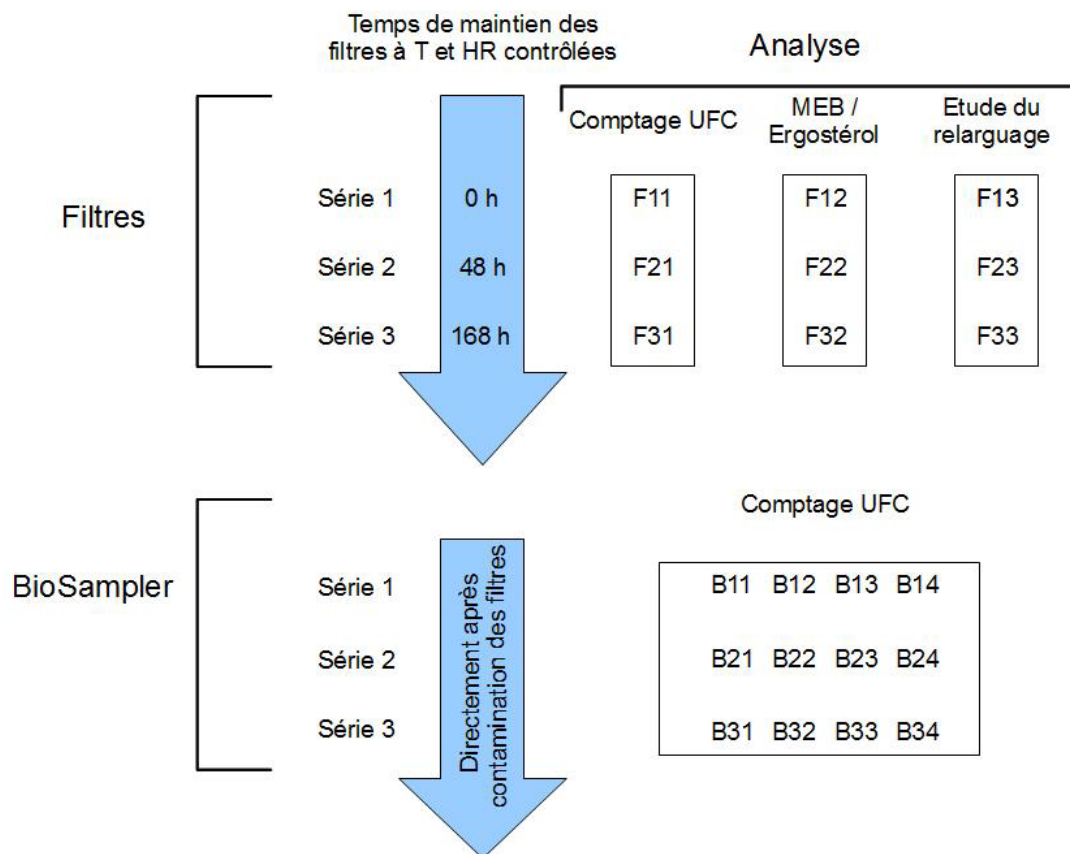 Temps de maintien des
filtres à T et HR contrôlées
Analyse
Comptage UFC
MEB /
Ergostérol
Etude du
relarguage
Filtres
Série 1 0 h F11 F12 F13
Série 2 48 h F21 F22 F23
Série 3 168 h F31 F32 F33
Comptage UFC
BioSampler
Directement après
contamination des filtres
Série 1 B11 B12 B13 B14
Série 2 B21 B22 B23 B24
Série 3 B31 B32 B33 B34